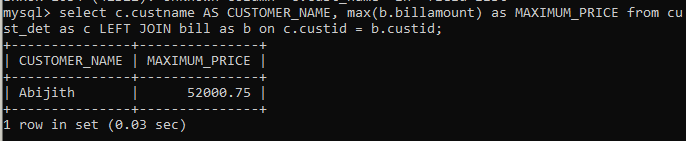 mysql> select c.custname AS CUSTOMER_NAME, max(b.billamount) as MAXIMUM_PRICE from cu
st_det as c LEFT JOIN bill as b on c.custid = b.custid;
+---------------+---------------+
| CUSTOMER_NAME | MAXIMUM_PRICE |
+---------------+---------------+
| Abijith       |      52000.75 |
+---------------+---------------+
1 row in set (0.03 sec)